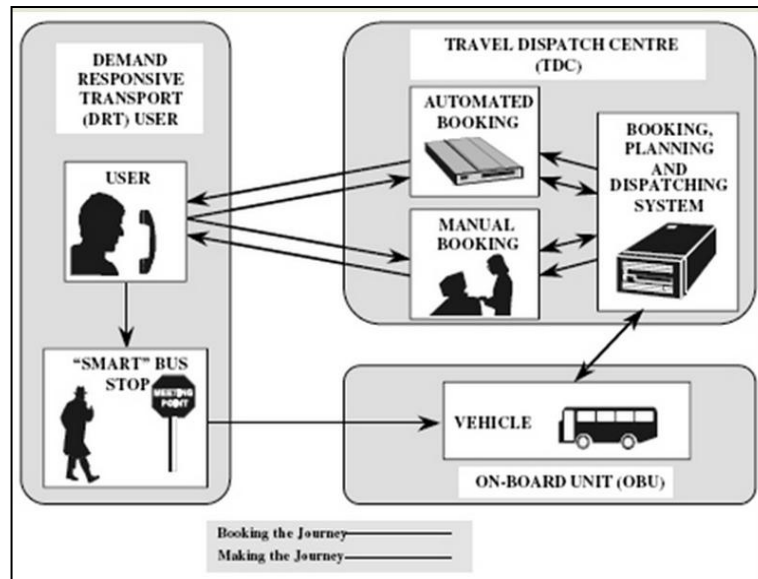 DEMAND
RESPONSIVE
TRANSPORT
(DRT) USER
USER
"SMART" BUS
STOP
MEETING
POINT
TRAVEL DISPATCH CENTRE
(TDC)
AUTOMATED
BOOKING
MANUAL
BOOKING
BOOKING,
PLANNING
AND
DISPATCHING
SYSTEM
VEHICLE
ON-BOARD UNIT (OBU)
Booking the Journey
Making the Journey